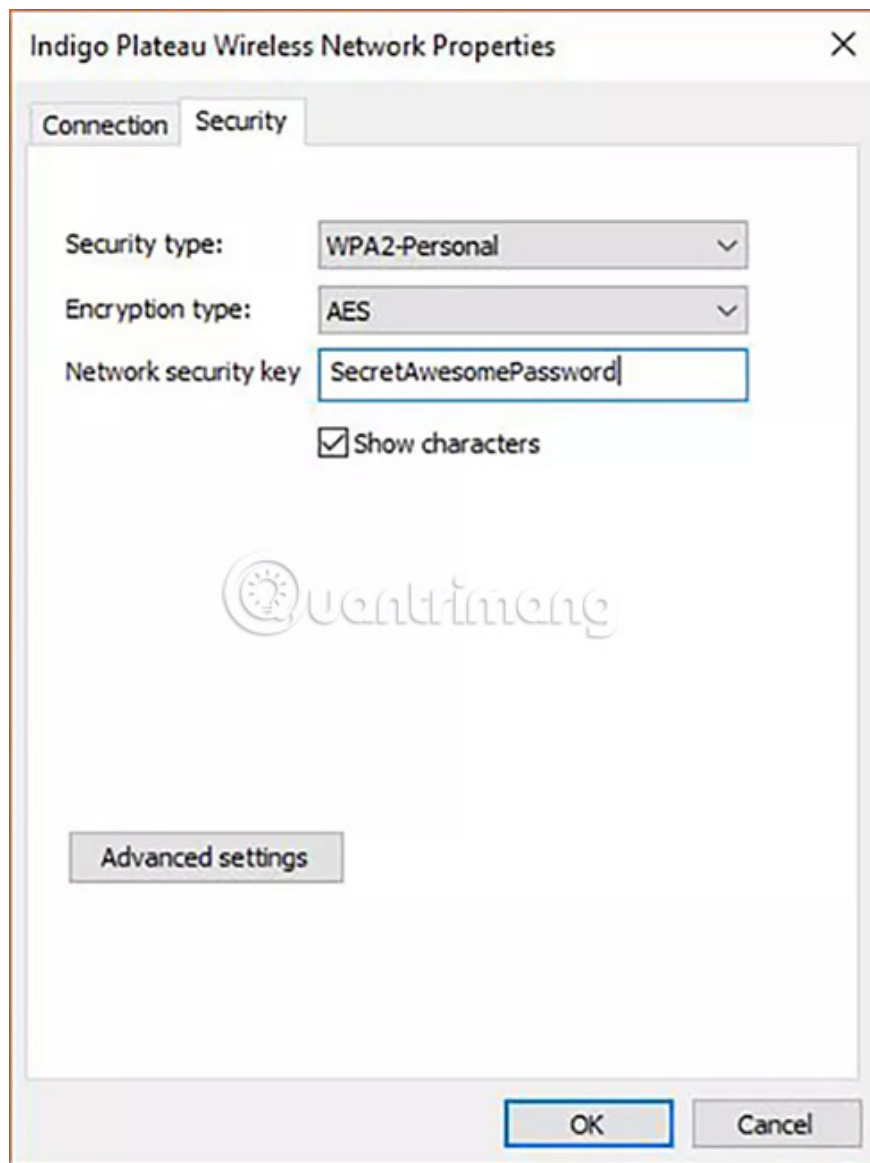 Indigo Plateau Wireless Network Properties
Connection
Security
Security type:
WPA2-Personal
Encryption type:
AES
Network security key
SecretAwesomePassword
Show characters
Quantrimang
Advanced settings
OK
Cancel